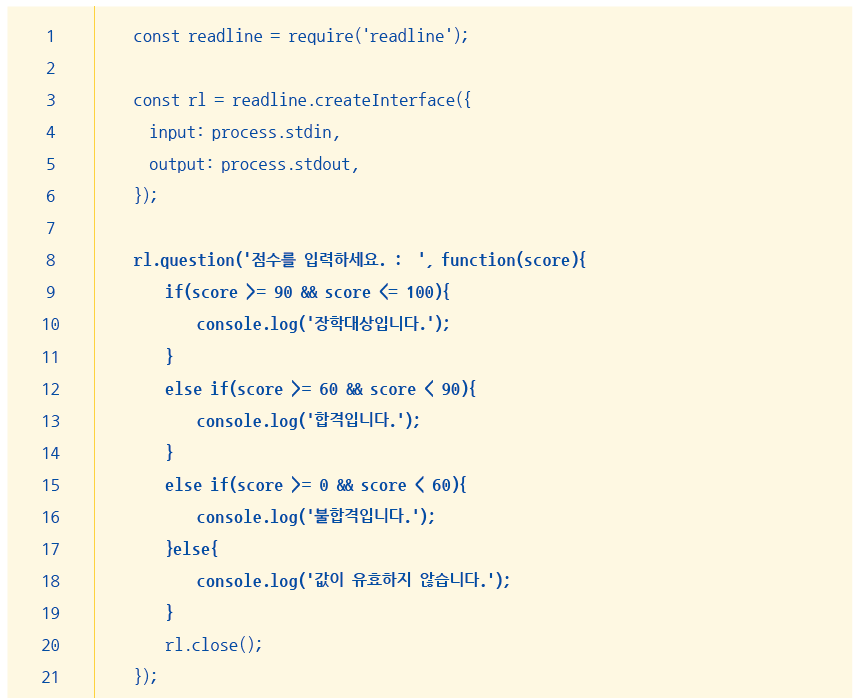 1 const readline = require('readline');
2
3 const rl = readline.createInterface({
4 input: process.stdin,
5 output: process.stdout,
6 });
7
8 rl.question('점수를 입력하세요. :  ', function(score){
9 if(score >= 90 && score <= 100){
10 console.log('장학대상입니다.');
11 }
12 else if(score >= 60 && score < 90){
13 console.log('합격입니다.');
14 }
15 else if(score >= 0 && score < 60){
16 console.log('불합격입니다.');
17 }else{
18 console.log('값이 유효하지 않습니다.');
19 }
20 rl.close();
21 });